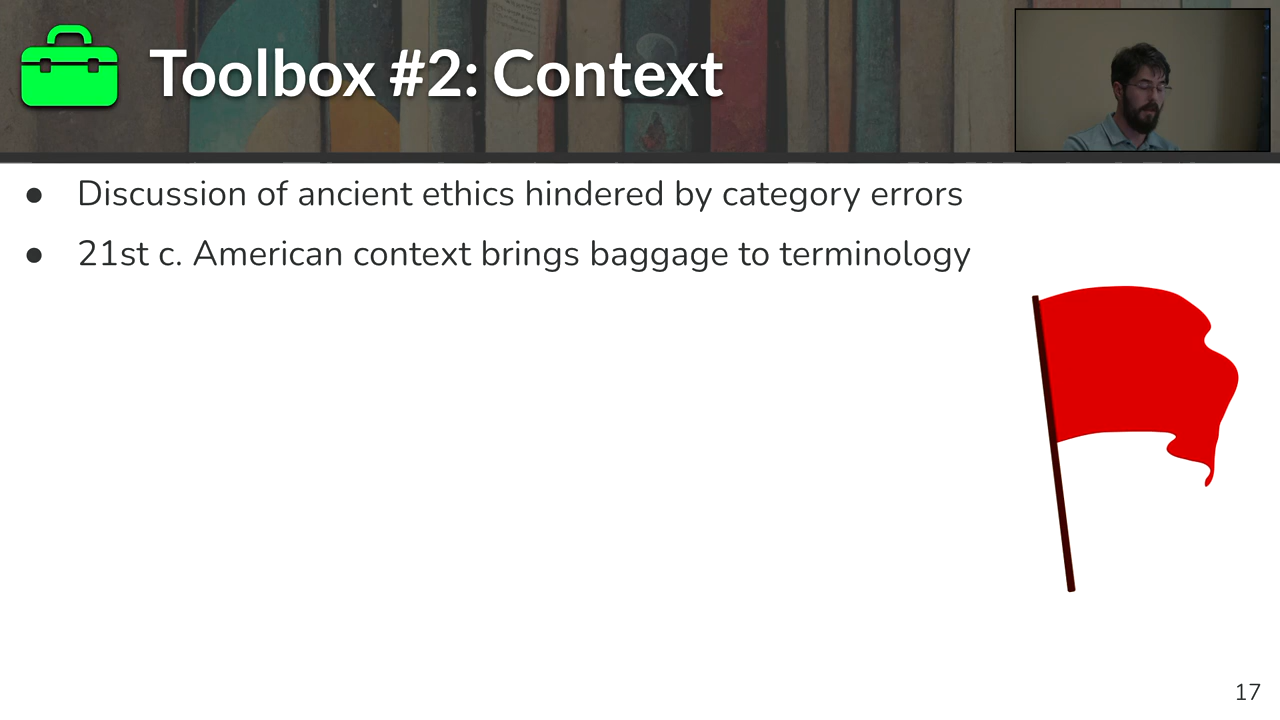 Toolbox #2: Context
● Discussion of ancient ethics hindered by category errors
● 21st c. American context brings baggage to terminology
17